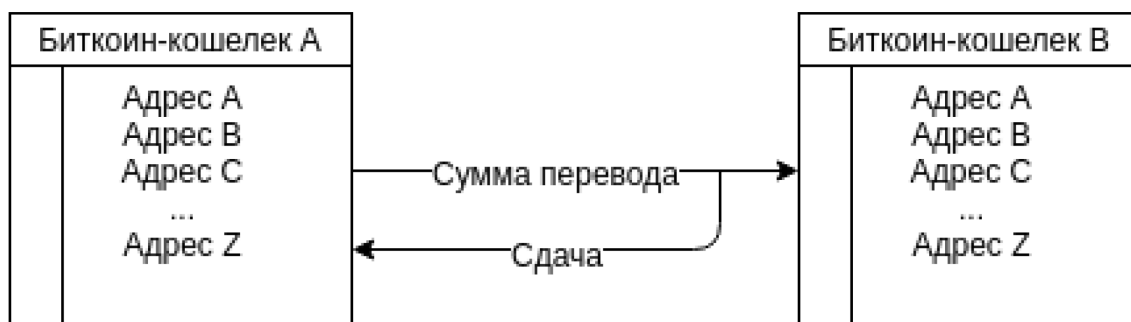 Биткоин-кошелек A
Адрес A
Адрес B
Адрес C
...
Адрес Z
Сумма перевода
Сдача
Биткоин-кошелек B
Адрес A
Адрес B
Адрес C
...
Адрес Z